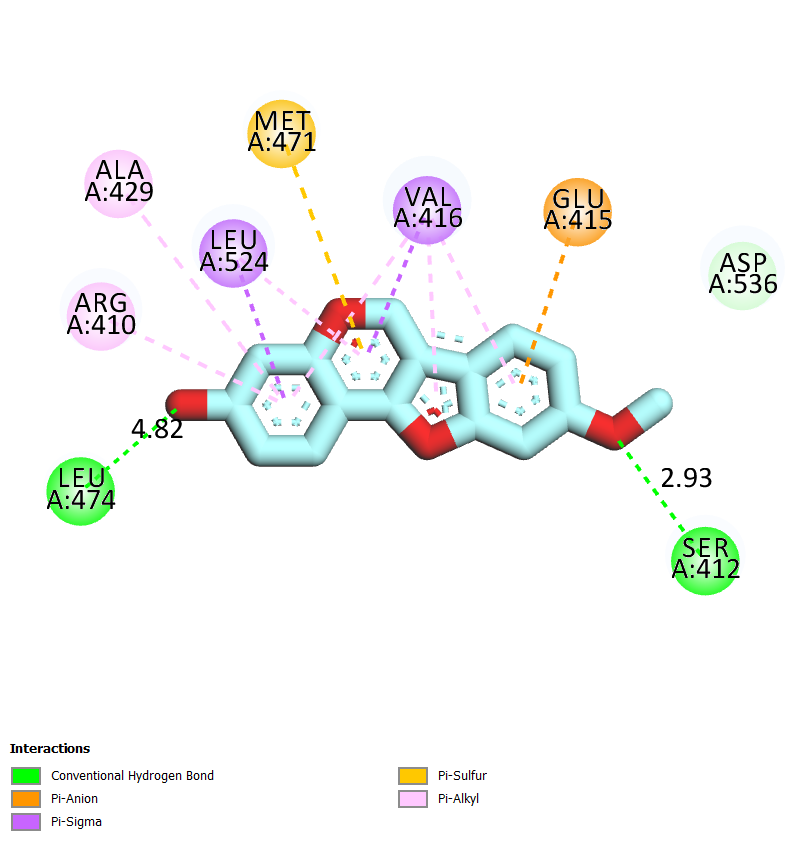 MET
A:471
ALA
A:429
VAL
A:416
GLU
A:415
LEU
A:524
ASP
A:536
ARG
A:410
4.82
LEU
A:474
2.93
SER
A:412
Interactions
Conventional Hydrogen Bond
Pi-Anion
Pi-Sigma
Pi-Sulfur
Pi-Alkyl